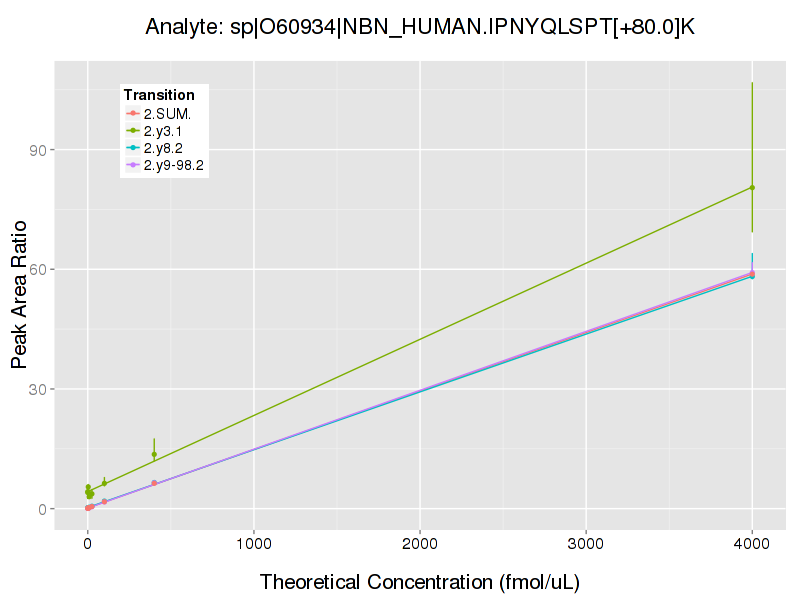 Analyte: sp|O60934|NBN_HUMAN.IPNYQLSPT[+80.0]K
Transition
2.SUM.
2.y3.1
2.y8.2
2.y9-98.2
90
60
30
0
Peak Area Ratio
0 1000 2000 3000 4000
Theoretical Concentration (fmol/uL)